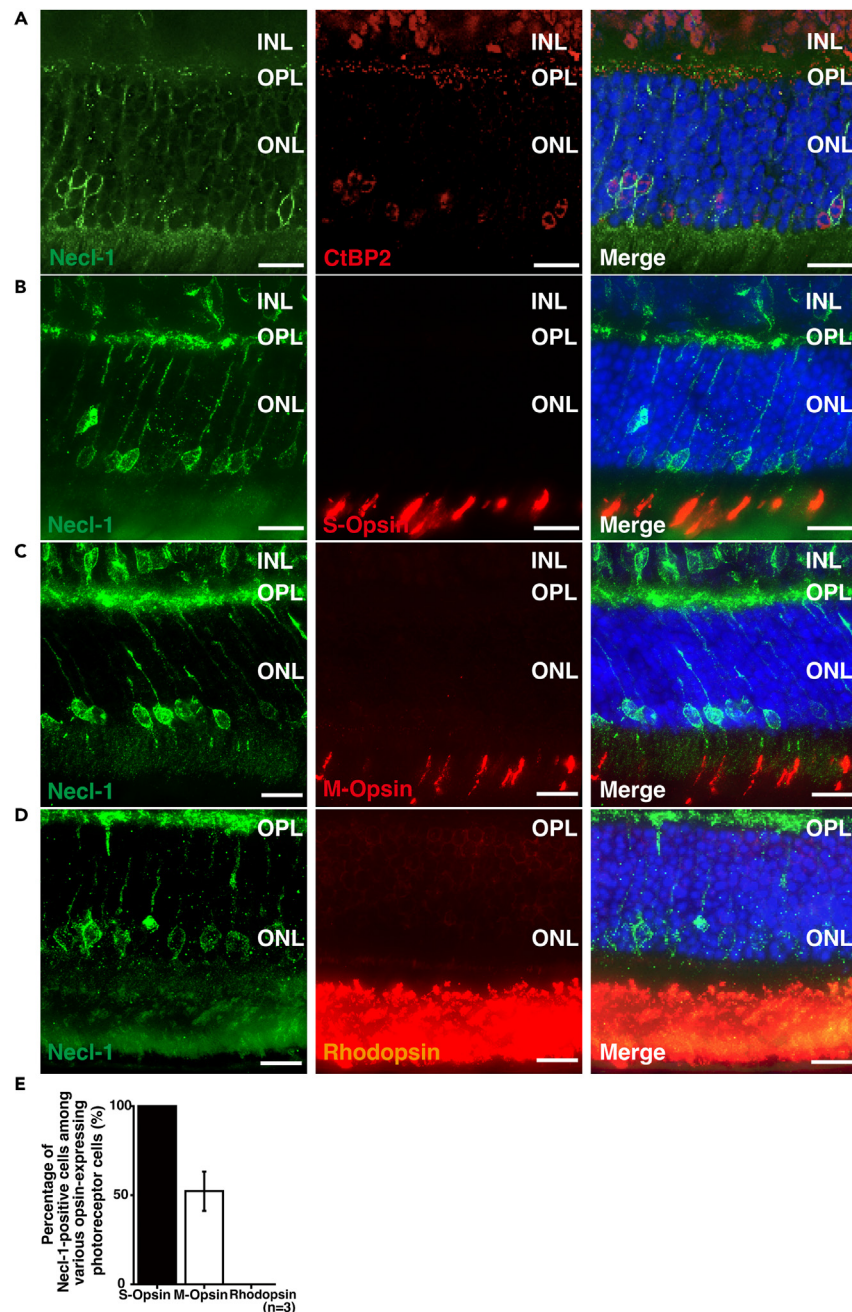 A
INL
OPL
ONL
Necl-1
INL
OPL
ONL
CtBP2
INL
OPL
ONL
Merge
B
INL
OPL
ONL
Necl-1
INL
OPL
ONL
S-Opsin
INL
OPL
ONL
Merge
C
INL
OPL
ONL
Necl-1
INL
OPL
ONL
M-Opsin
INL
OPL
ONL
Merge
D
OPL
ONL
Necl-1
OPL
ONL
Rhodopsin
OPL
ONL
Merge
E
Percentage of
Necl-1-positive cells among
various opsin-expressing
photoreceptor cells (%)
100
50
0
S-Opsin M-Opsin Rhodopsin
(n=3)